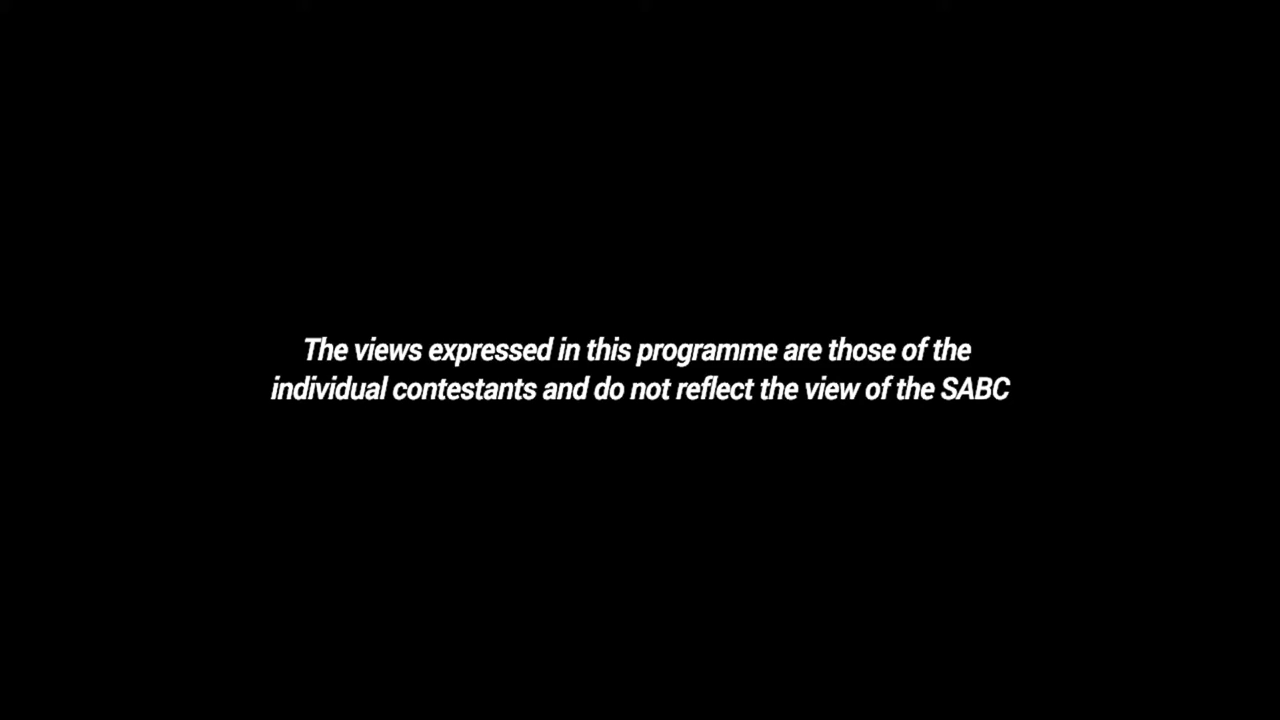 The views expressed in this programme are those of the
individual contestants and do not reflect the view of the SABC